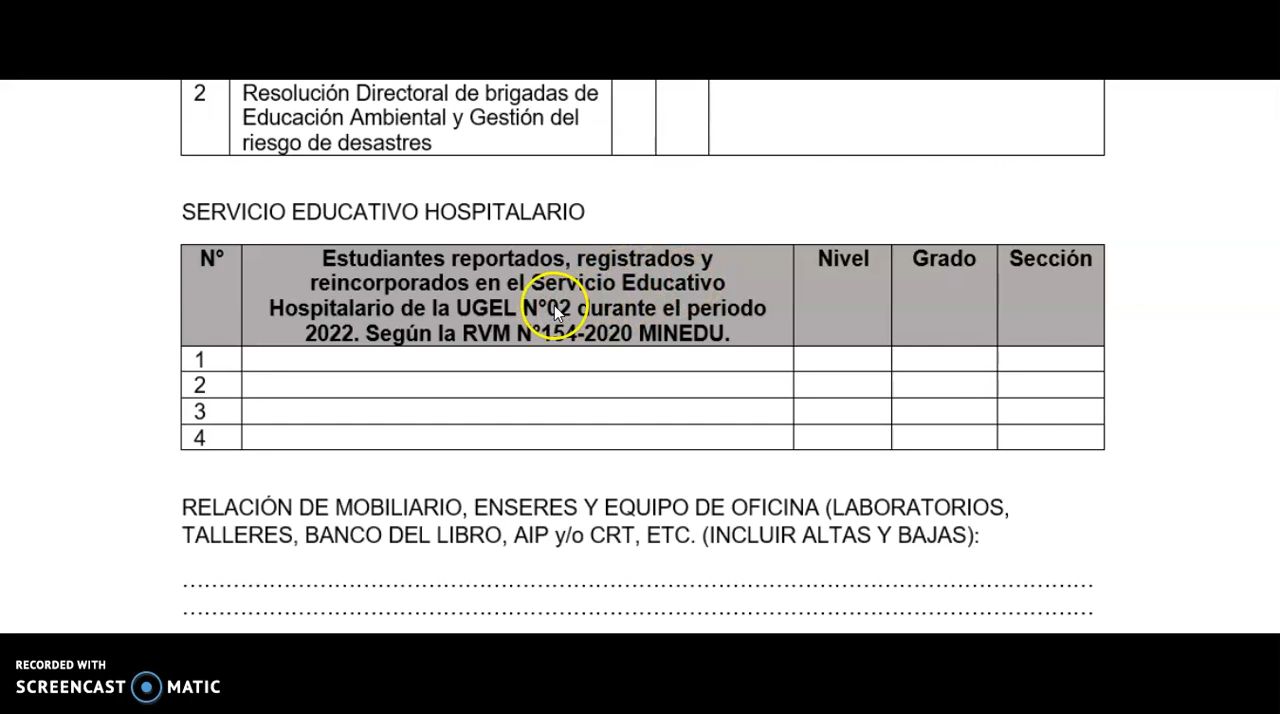 2
Resolución Directoral de brigadas de
Educación Ambiental y Gestión del
riesgo de desastres
SERVICIO EDUCATIVO HOSPITALARIO
N° Estudiantes reportados, registrados y Nivel Grado Sección
reincorporados en el Servicio Educativo
Hospitalario de la UGEL N°02 durante el periodo
2022. Según la RVM N°154-2020 MINEDU.
1
2
3
4
RELACIÓN DE MOBILIARIO, ENSERES Y EQUIPO DE OFICINA (LABORATORIOS,
TALLERES, BANCO DEL LIBRO, AIP y/o CRT, ETC. (INCLUIR ALTAS Y BAJAS):
RECORDED WITH
SCREENCAST MATIC